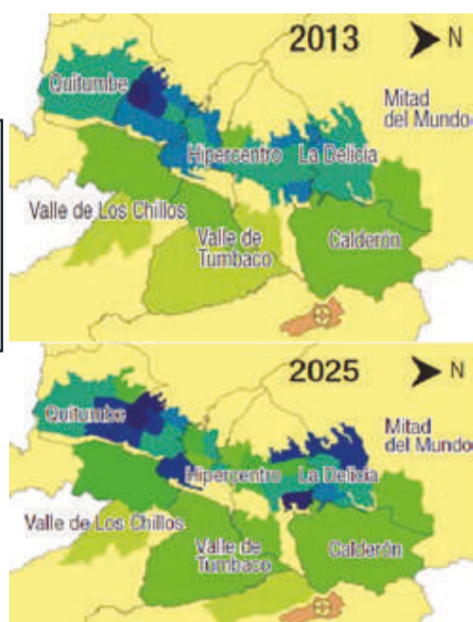 2013
N
Quitumbe
Mitad
del Mundo
Hipercentro
La Delicia
Valle de Los Chillos
Valle de
Tumbaco
Calderón
2025
N
Quitumbe
Mitad
del Mundo
Hipercentro
La Delicia
Valle de Los Chillos
Valle de
Tumbaco
Calderón